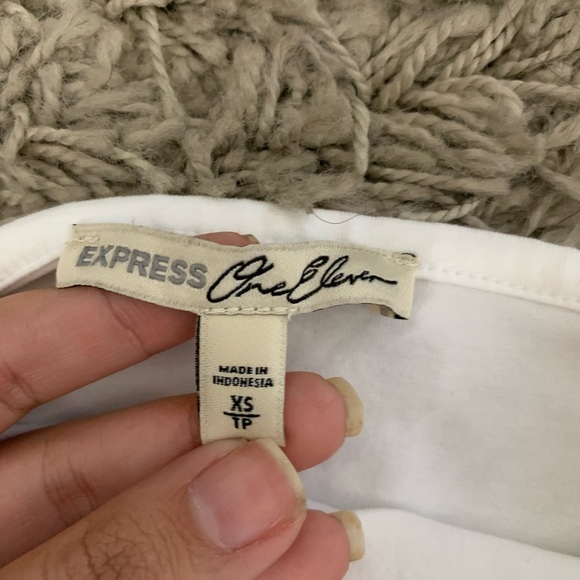 EXPRESS One Eleven
MADE IN
INDONESIA
XS
TP